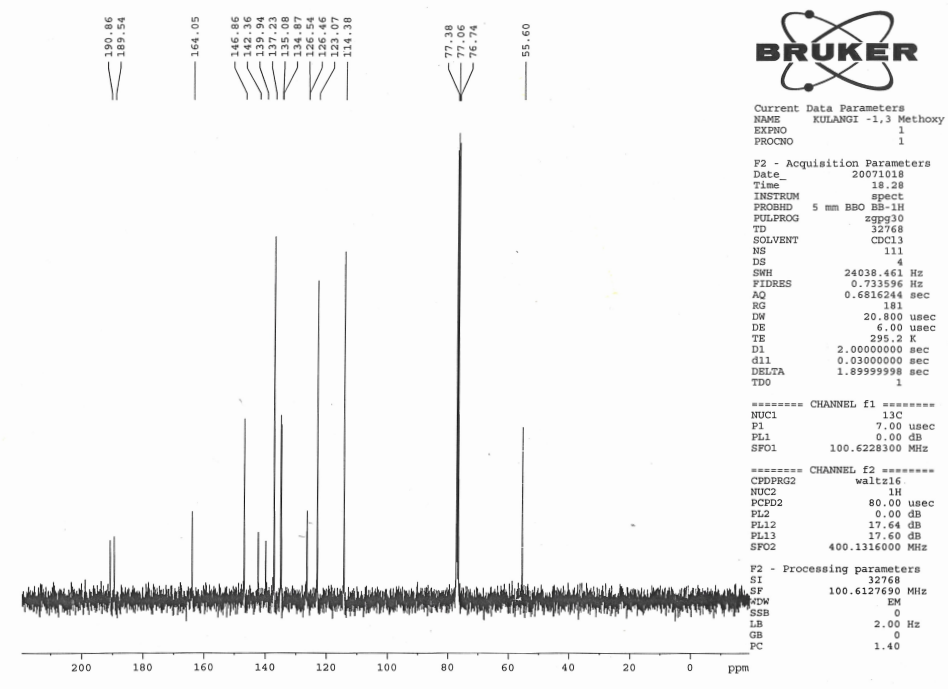 190.86
189.54
164.05
146.86
142.36
139.94
137.23
135.08
134.87
126.54
126.46
123.07
114.38
77.38
77.06
76.74
55.60
BRUKER
Current Data Parameters
NAME KULANGI -1,3 Methoxy
EXPNO 1
PROCNO 1
F2 - Acquisition Parameters
Date_ 20071018
Time 18.28
INSTRUM spect
PROBHD 5 mm BBO BB-1H
PULPROG zgpg30
TD 32768
SOLVENT CDCl3
NS 111
DS 4
SWH 24038.461 Hz
FIDRES 0.733596 Hz
AQ 0.6816244 sec
RG 181
DW 20.800 usec
DE 6.00 usec
TE 295.2 K
D1 2.00000000 sec
d11 0.03000000 sec
DELTA 1.89999998 sec
TD0 1
======== CHANNEL f1 ========
NUC1 13C
P1 7.00 usec
PL1 0.00 dB
SFO1 100.6228300 MHz
======== CHANNEL f2 ========
CPDPRG2 waltz16
NUC2 1H
PCPD2 80.00 usec
PL2 0.00 dB
PL12 17.64 dB
PL13 17.60 dB
SFO2 400.1316000 MHz
F2 - Processing parameters
SI 32768
SF 100.6127690 MHz
WDW EM
SSB 0
LB 2.00 Hz
GB 0
PC 1.40
200 180 160 140 120 100 80 60 40 20 0 ppm